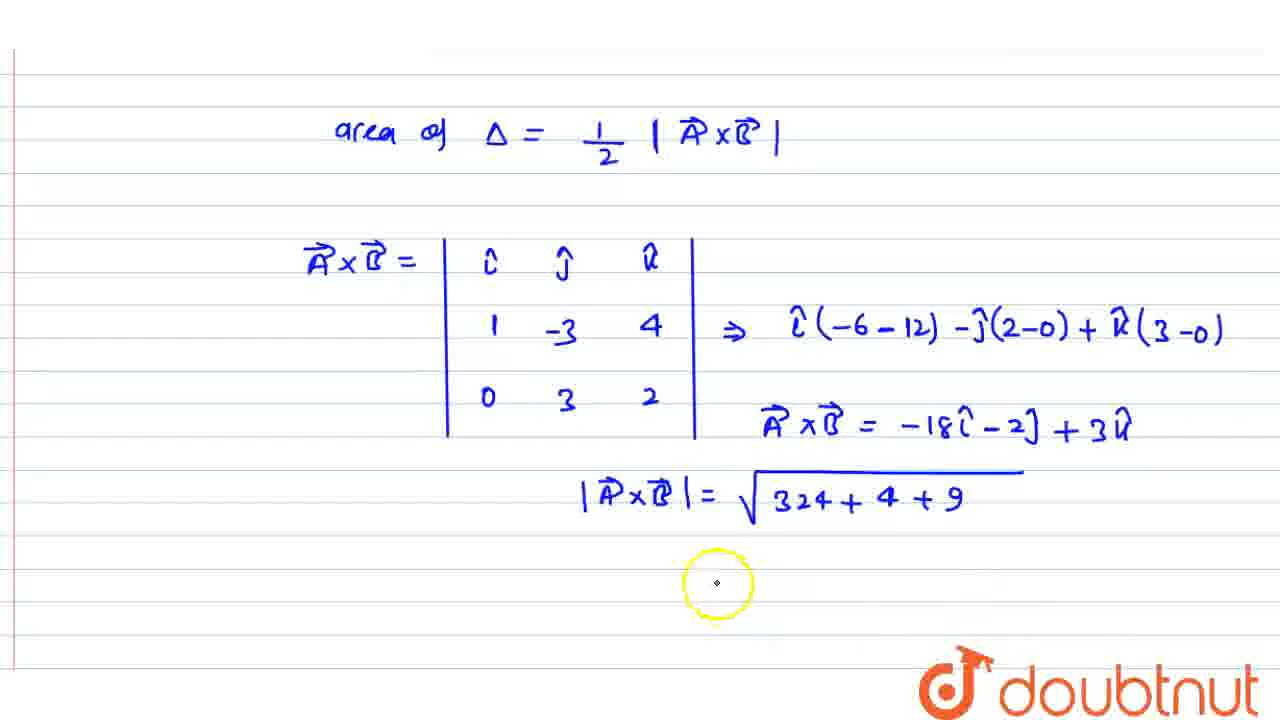 area of Δ = 1/2 | A⃗ × B⃗ |
A⃗ × B⃗ = | î ĵ k̂ |
| 1 -3 4 | ⇒ î(-6-12) - ĵ(2-0) + k̂(3-0)
| 0 3 2 |
A⃗ × B⃗ = -18î - 2ĵ + 3k̂
|A⃗ × B⃗| = √(324 + 4 + 9)
doubtnut